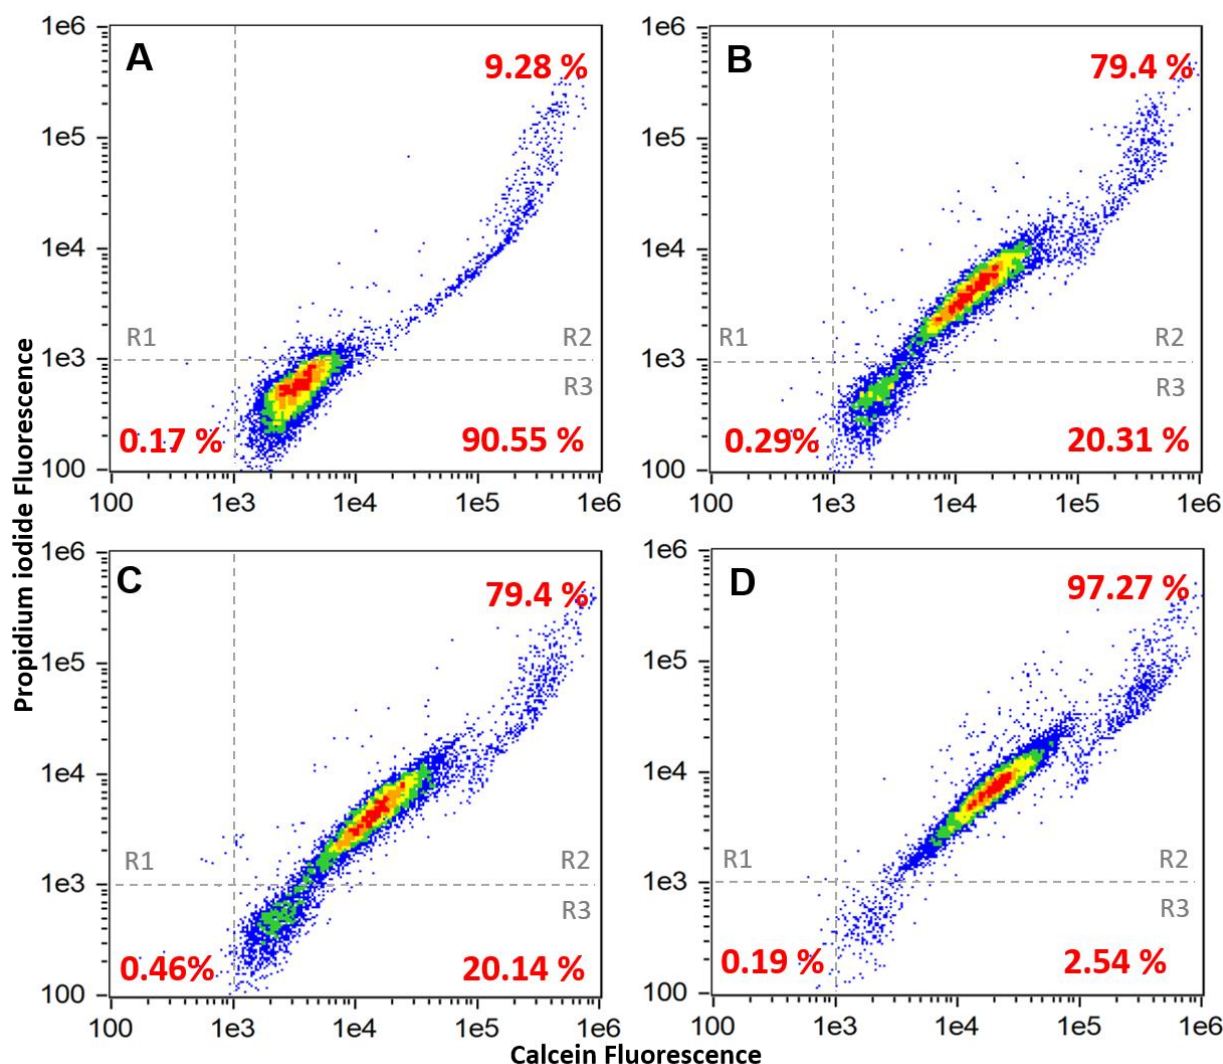 Propidium iodide Fluorescence
A
9.28 %
1e6
1e5
1e4
1e3
100
R1
R2
R3
0.17 %
90.55 %
100 1e3 1e4 1e5 1e6
B
79.4 %
1e6
1e5
1e4
1e3
100
R1
R2
R3
0.29%
20.31 %
100 1e3 1e4 1e5 1e6
C
79.4 %
1e6
1e5
1e4
1e3
100
R1
R2
R3
0.46%
20.14 %
100 1e3 1e4 1e5 1e6
D
97.27 %
1e6
1e5
1e4
1e3
100
R1
R2
R3
0.19 %
2.54 %
100 1e3 1e4 1e5 1e6
Calcein Fluorescence